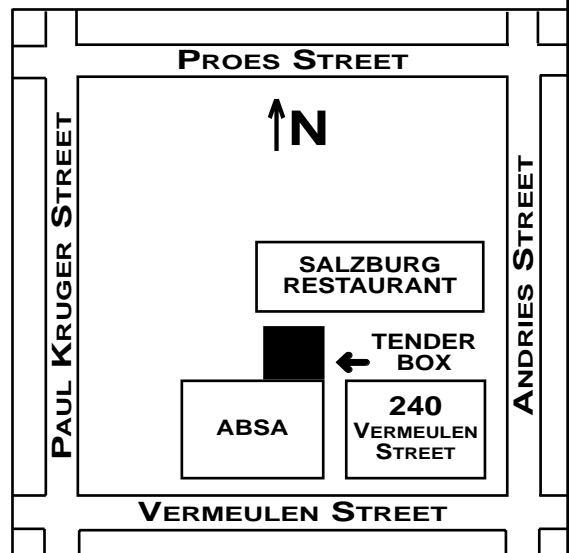 PROES STREET
N
PAUL KRUGER STREET
ANDRIES STREET
SALZBURG
RESTAURANT
TENDER
BOX
ABSA
240
VERMEULEN
STREET
VERMEULEN STREET